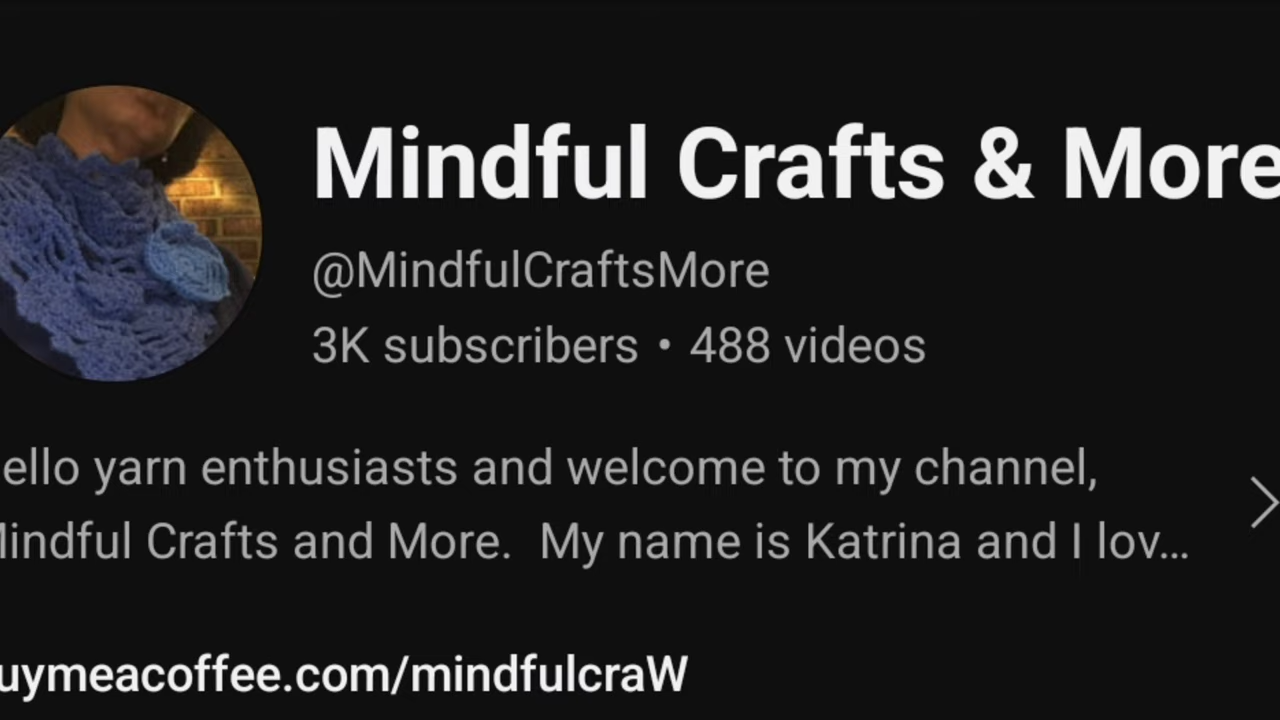 Mindful Crafts & More
@MindfulCraftsMore
3K subscribers • 488 videos
ello yarn enthusiasts and welcome to my channel,
indful Crafts and More. My name is Katrina and I lov...
uymeacoffee.com/mindfulcraW